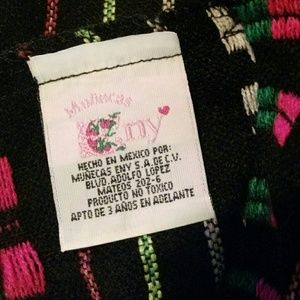 Muñecas
Eny
HECHO EN MEXICO POR:
MUÑECAS ENY S.A. DE C.V.
BLVD. ADOLFO LOPEZ
MATEOS 202-6
PRODUCTO NO TOXICO
APTO DE 3 AÑOS EN ADELANTE